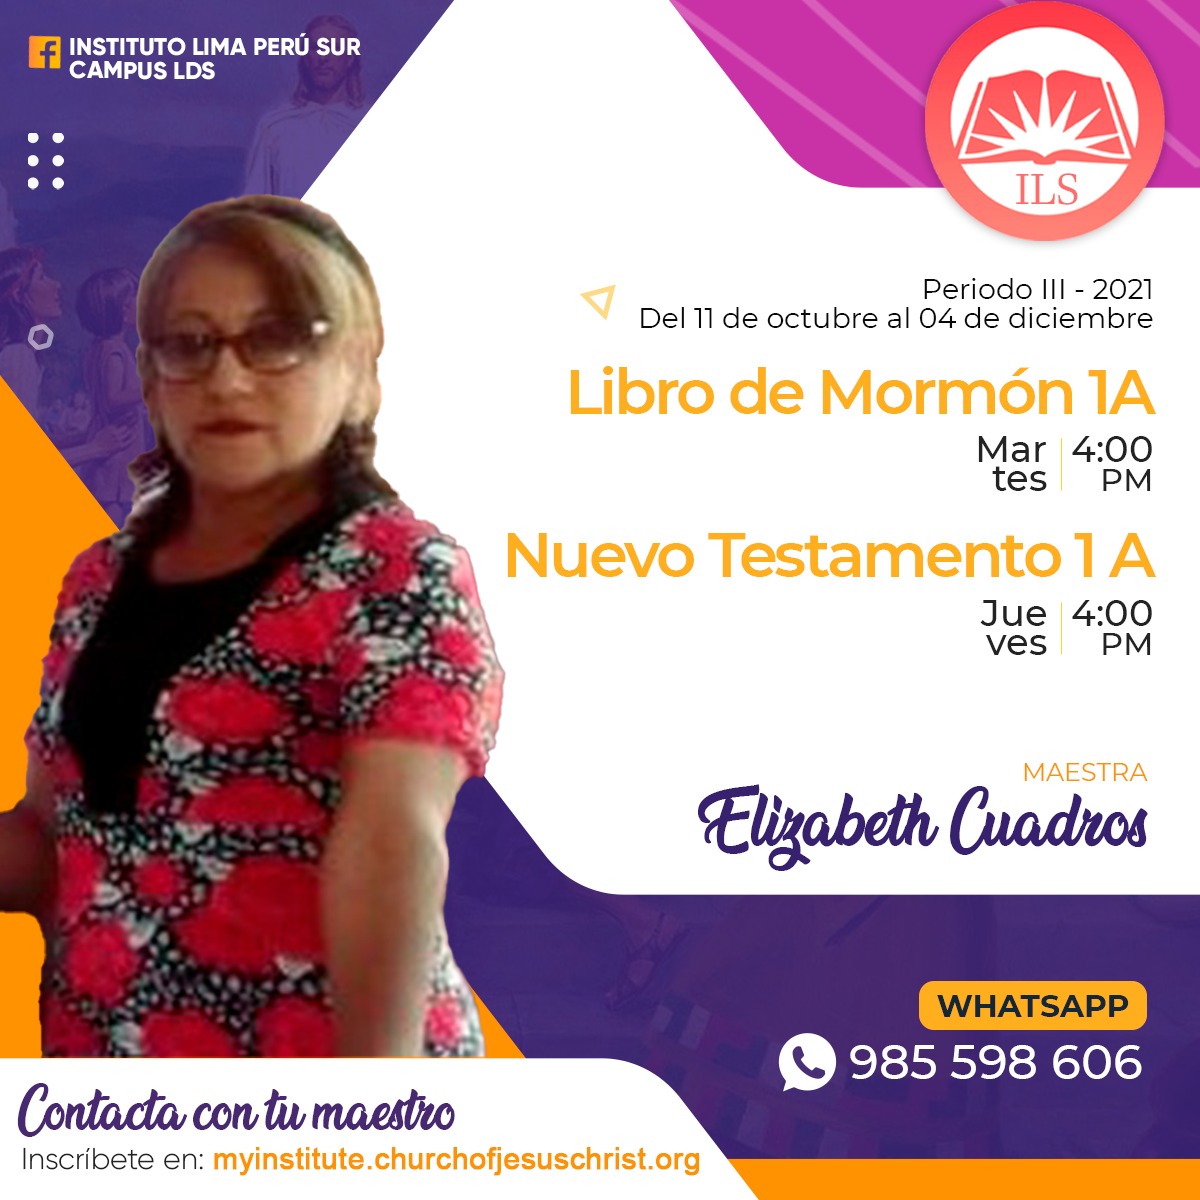 INSTITUTO LIMA PERÚ SUR
CAMPUS LDS
ILS
Periodo III - 2021
Del 11 de octubre al 04 de diciembre
Libro de Mormón 1A
Mar
tes
4:00
PM
Nuevo Testamento 1 A
Jue
ves
4:00
PM
MAESTRA
Elizabeth Cuadros
WHATSAPP
985 598 606
Contacta con tu maestro
Inscríbete en: myinstitute.churchofjesuschrist.org